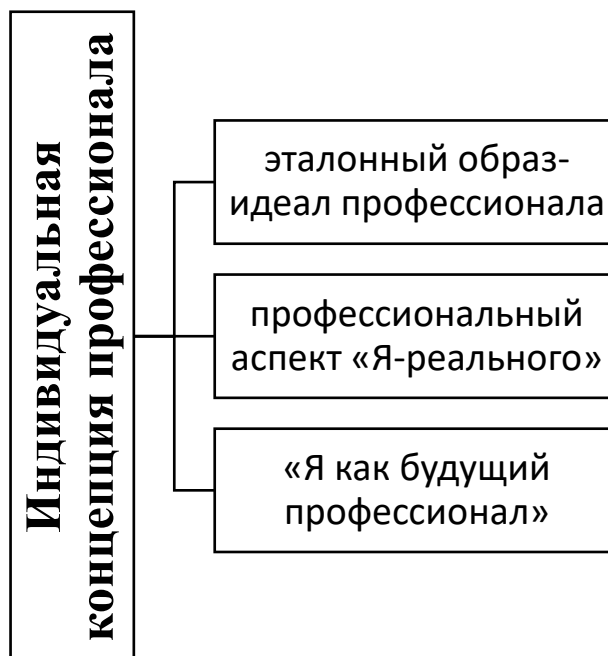 Индивидуальная
концепция профессионала
эталонный образ-
идеал профессионала
профессиональный
аспект «Я-реального»
«Я как будущий
профессионал»